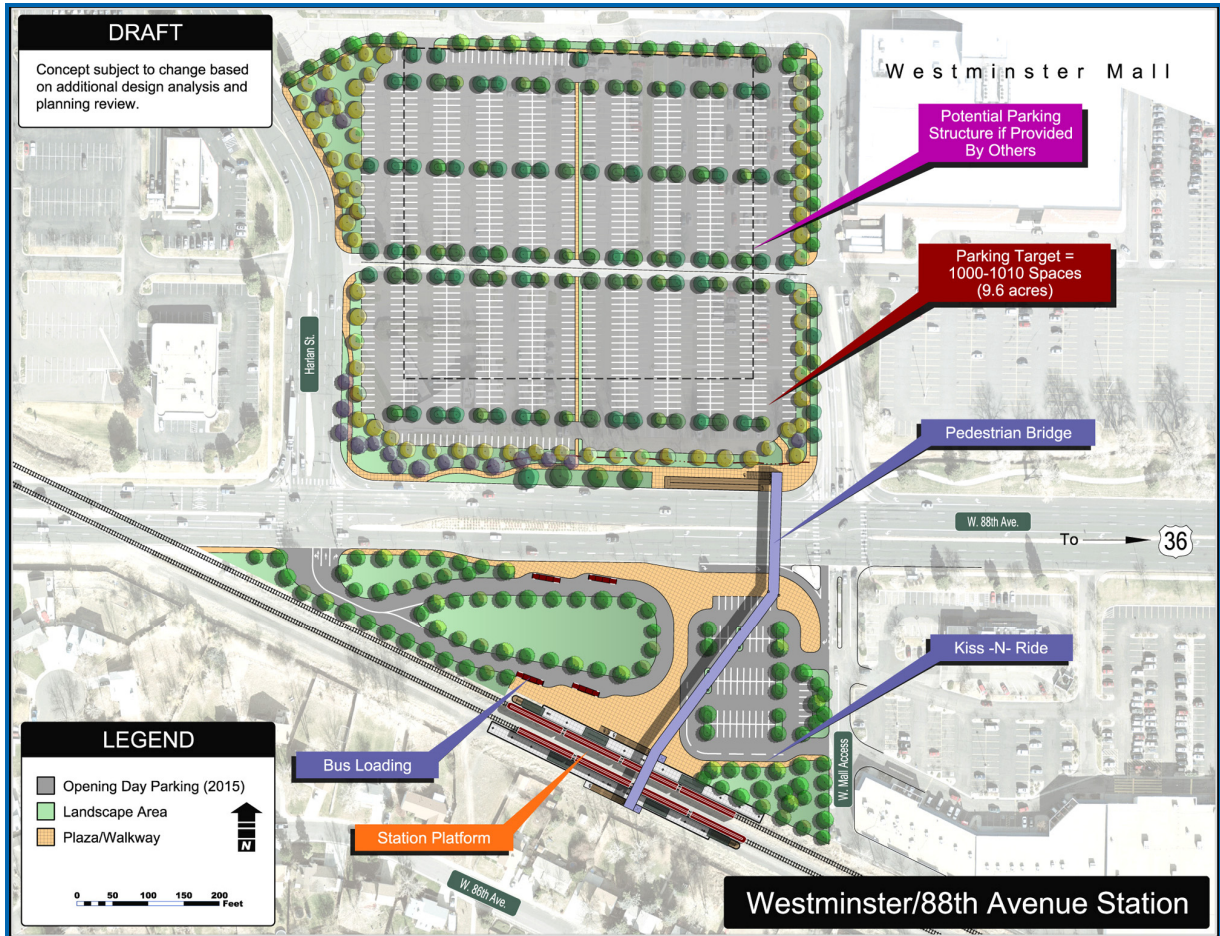 DRAFT
Concept subject to change based
on additional design analysis and
planning review.
Westminster Mall
Potential Parking
Structure if Provided
By Others
Parking Target =
1000-1010 Spaces
(9.6 acres)
Harlan St.
Pedestrian Bridge
W. 88th Ave.
To
36
Kiss -N- Ride
LEGEND
Opening Day Parking (2015)
Landscape Area
Plaza/Walkway
N
0 50 100 150 200
Feet
Bus Loading
Station Platform
W. Mall Access
W. 86th Ave.
Westminster/88th Avenue Station